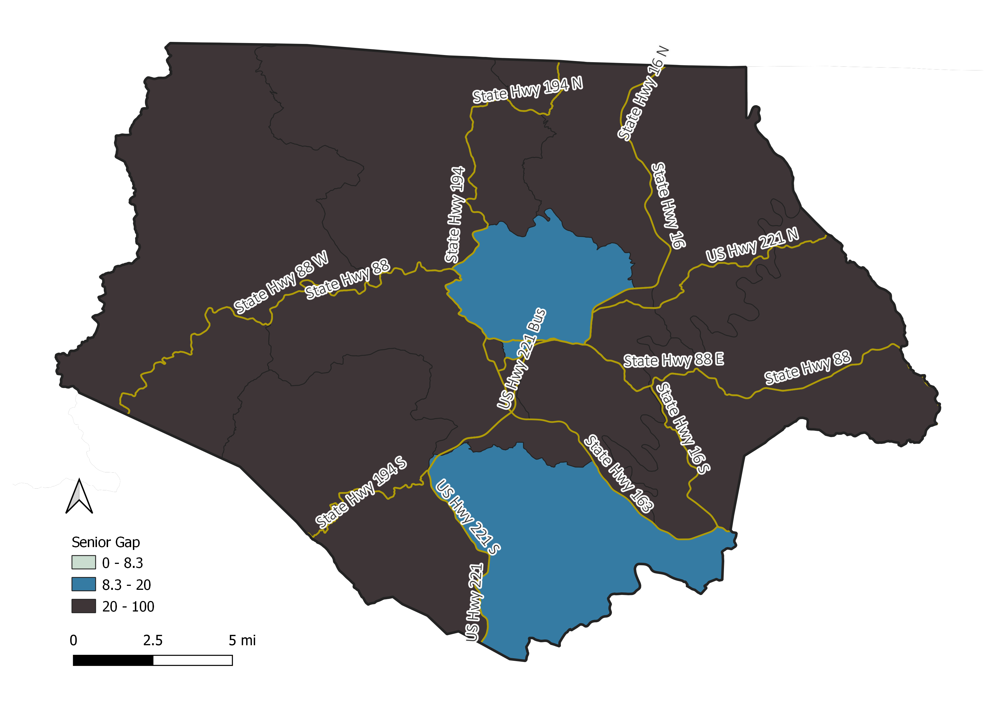 State Hwy 16 N
State Hwy 194 N
State Hwy 194
State Hwy 16
US Hwy 221 N
State Hwy 88 W
State Hwy 88
US Hwy 221 Bus
State Hwy 88 E
State Hwy 88
State Hwy 16 S
State Hwy 163
State Hwy 194 S
US Hwy 221 S
US Hwy 221
Senior Gap
0 - 8.3
8.3 - 20
20 - 100
0 2.5 5 mi